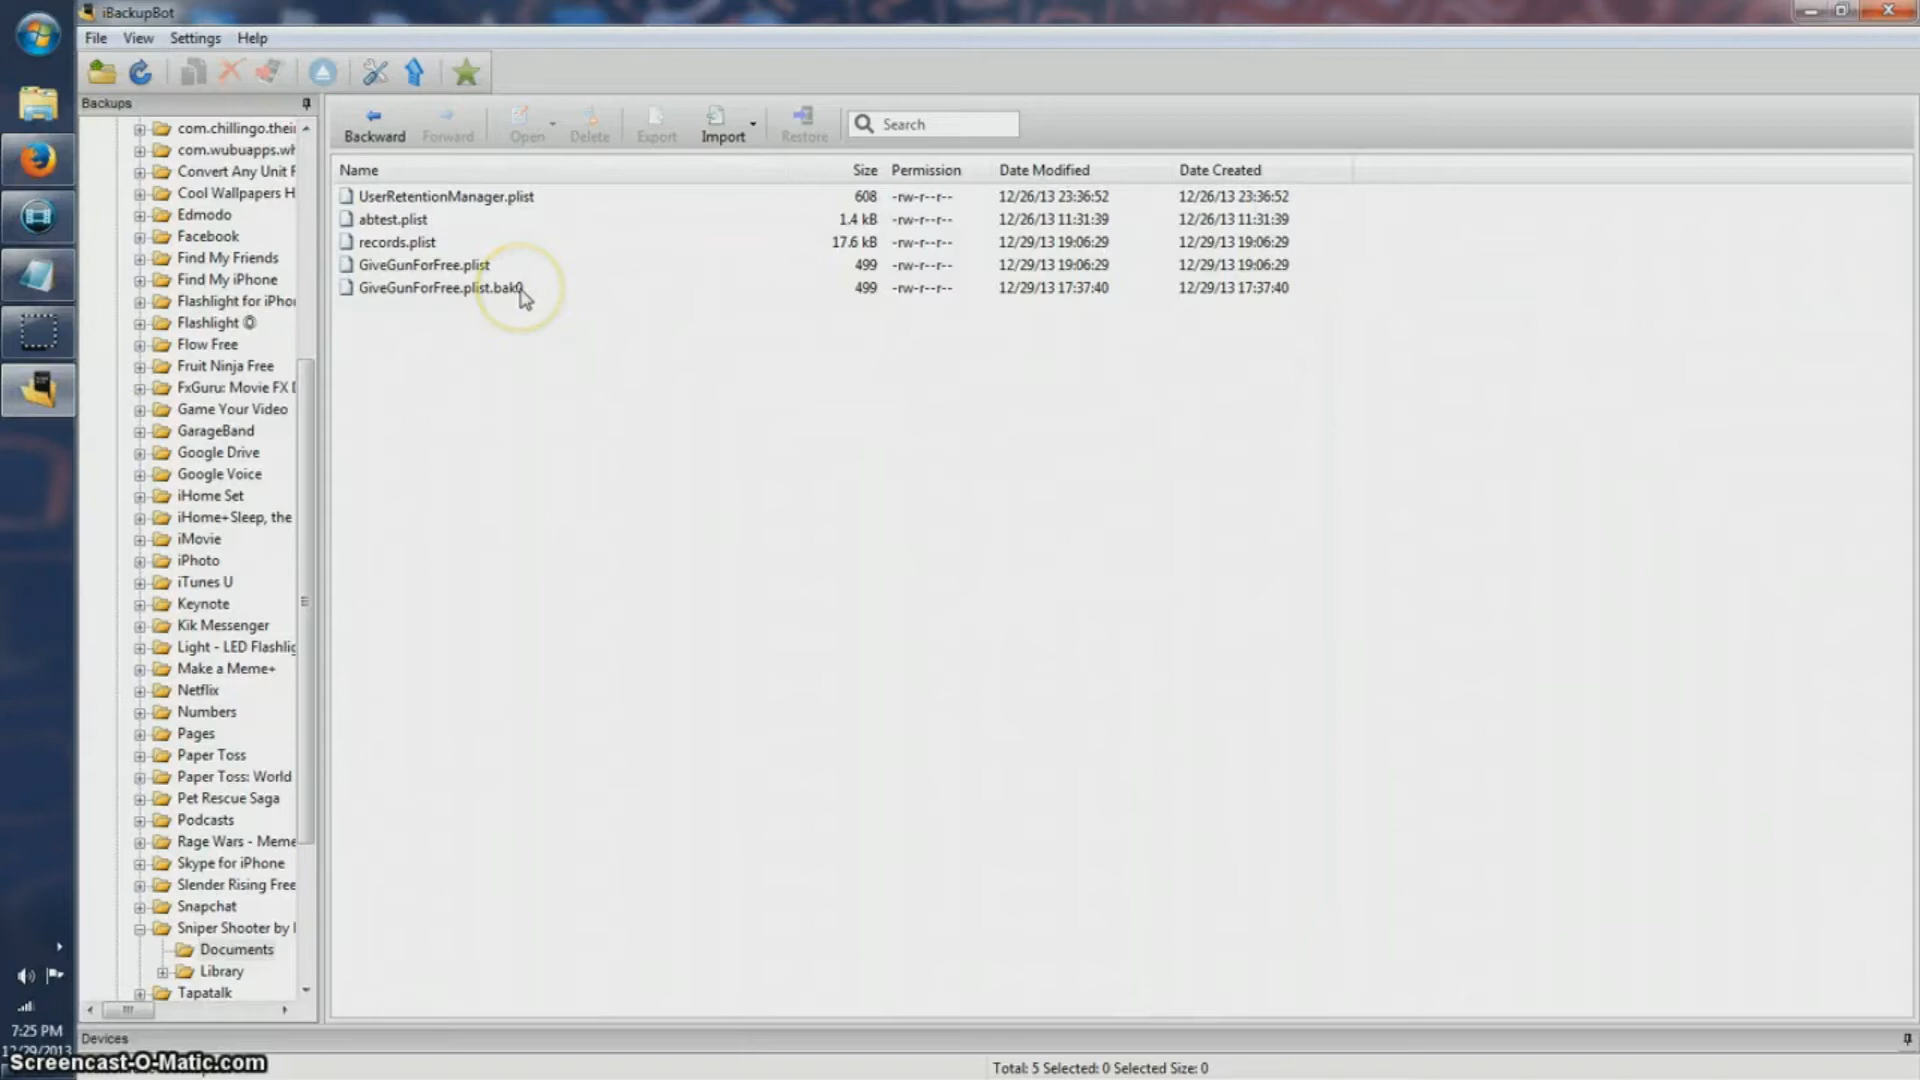 iBackupBot
File View Settings Help
Backups
Backward Forward Open Delete Export Import Restore Search
com.chillingo.thei
com.wubuapps.wh
Convert Any Unit F
Cool Wallpapers H
Edmodo
Facebook
Find My Friends
Find My iPhone
Flashlight for iPho
Flashlight
Flow Free
Fruit Ninja Free
FxGuru: Movie FX
Game Your Video
GarageBand
Google Drive
Google Voice
iHome Set
iHome+Sleep, the
iMovie
iPhoto
iTunes U
Keynote
Kik Messenger
Light - LED Flashlig
Make a Meme+
Netflix
Numbers
Pages
Paper Toss
Paper Toss: World
Pet Rescue Saga
Podcasts
Rage Wars - Meme
Skype for iPhone
Slender Rising Free
Snapchat
Sniper Shooter by
Documents
Library
Tapatalk
Name Size Permission Date Modified Date Created
UserRetentionManager.plist 608 -rw-r--r-- 12/26/13 23:36:52 12/26/13 23:36:52
abtest.plist 1.4 kB -rw-r--r-- 12/26/13 11:31:39 12/26/13 11:31:39
records.plist 17.6 kB -rw-r--r-- 12/29/13 19:06:29 12/29/13 19:06:29
GiveGunForFree.plist 499 -rw-r--r-- 12/29/13 19:06:29 12/29/13 19:06:29
GiveGunForFree.plist.bak0 499 -rw-r--r-- 12/29/13 17:37:40 12/29/13 17:37:40
7:25 PM
12/29/2013
Devices
Screencast-O-Matic.com
Total: 5 Selected: 0 Selected Size: 0